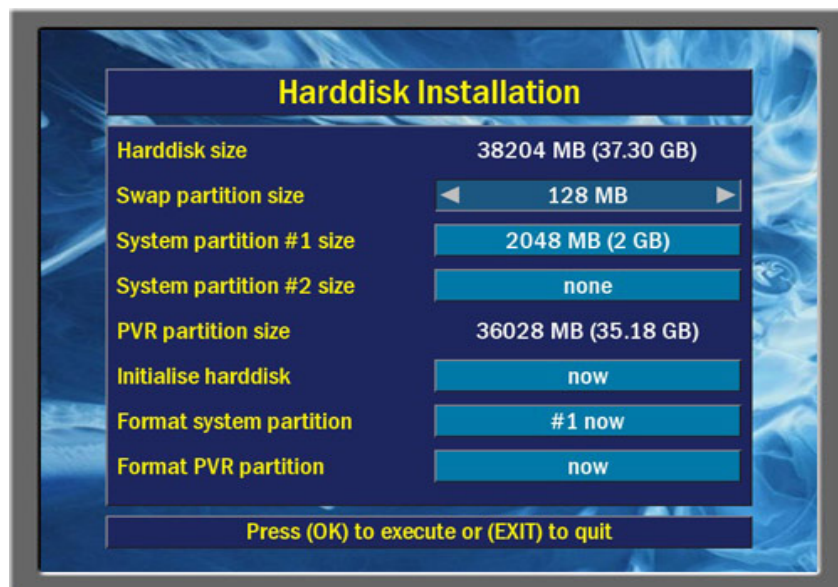 Harddisk Installation
Harddisk size 38204 MB (37.30 GB)
Swap partition size 128 MB
System partition #1 size 2048 MB (2 GB)
System partition #2 size none
PVR partition size 36028 MB (35.18 GB)
Initialise harddisk now
Format system partition #1 now
Format PVR partition now
Press (OK) to execute or (EXIT) to quit